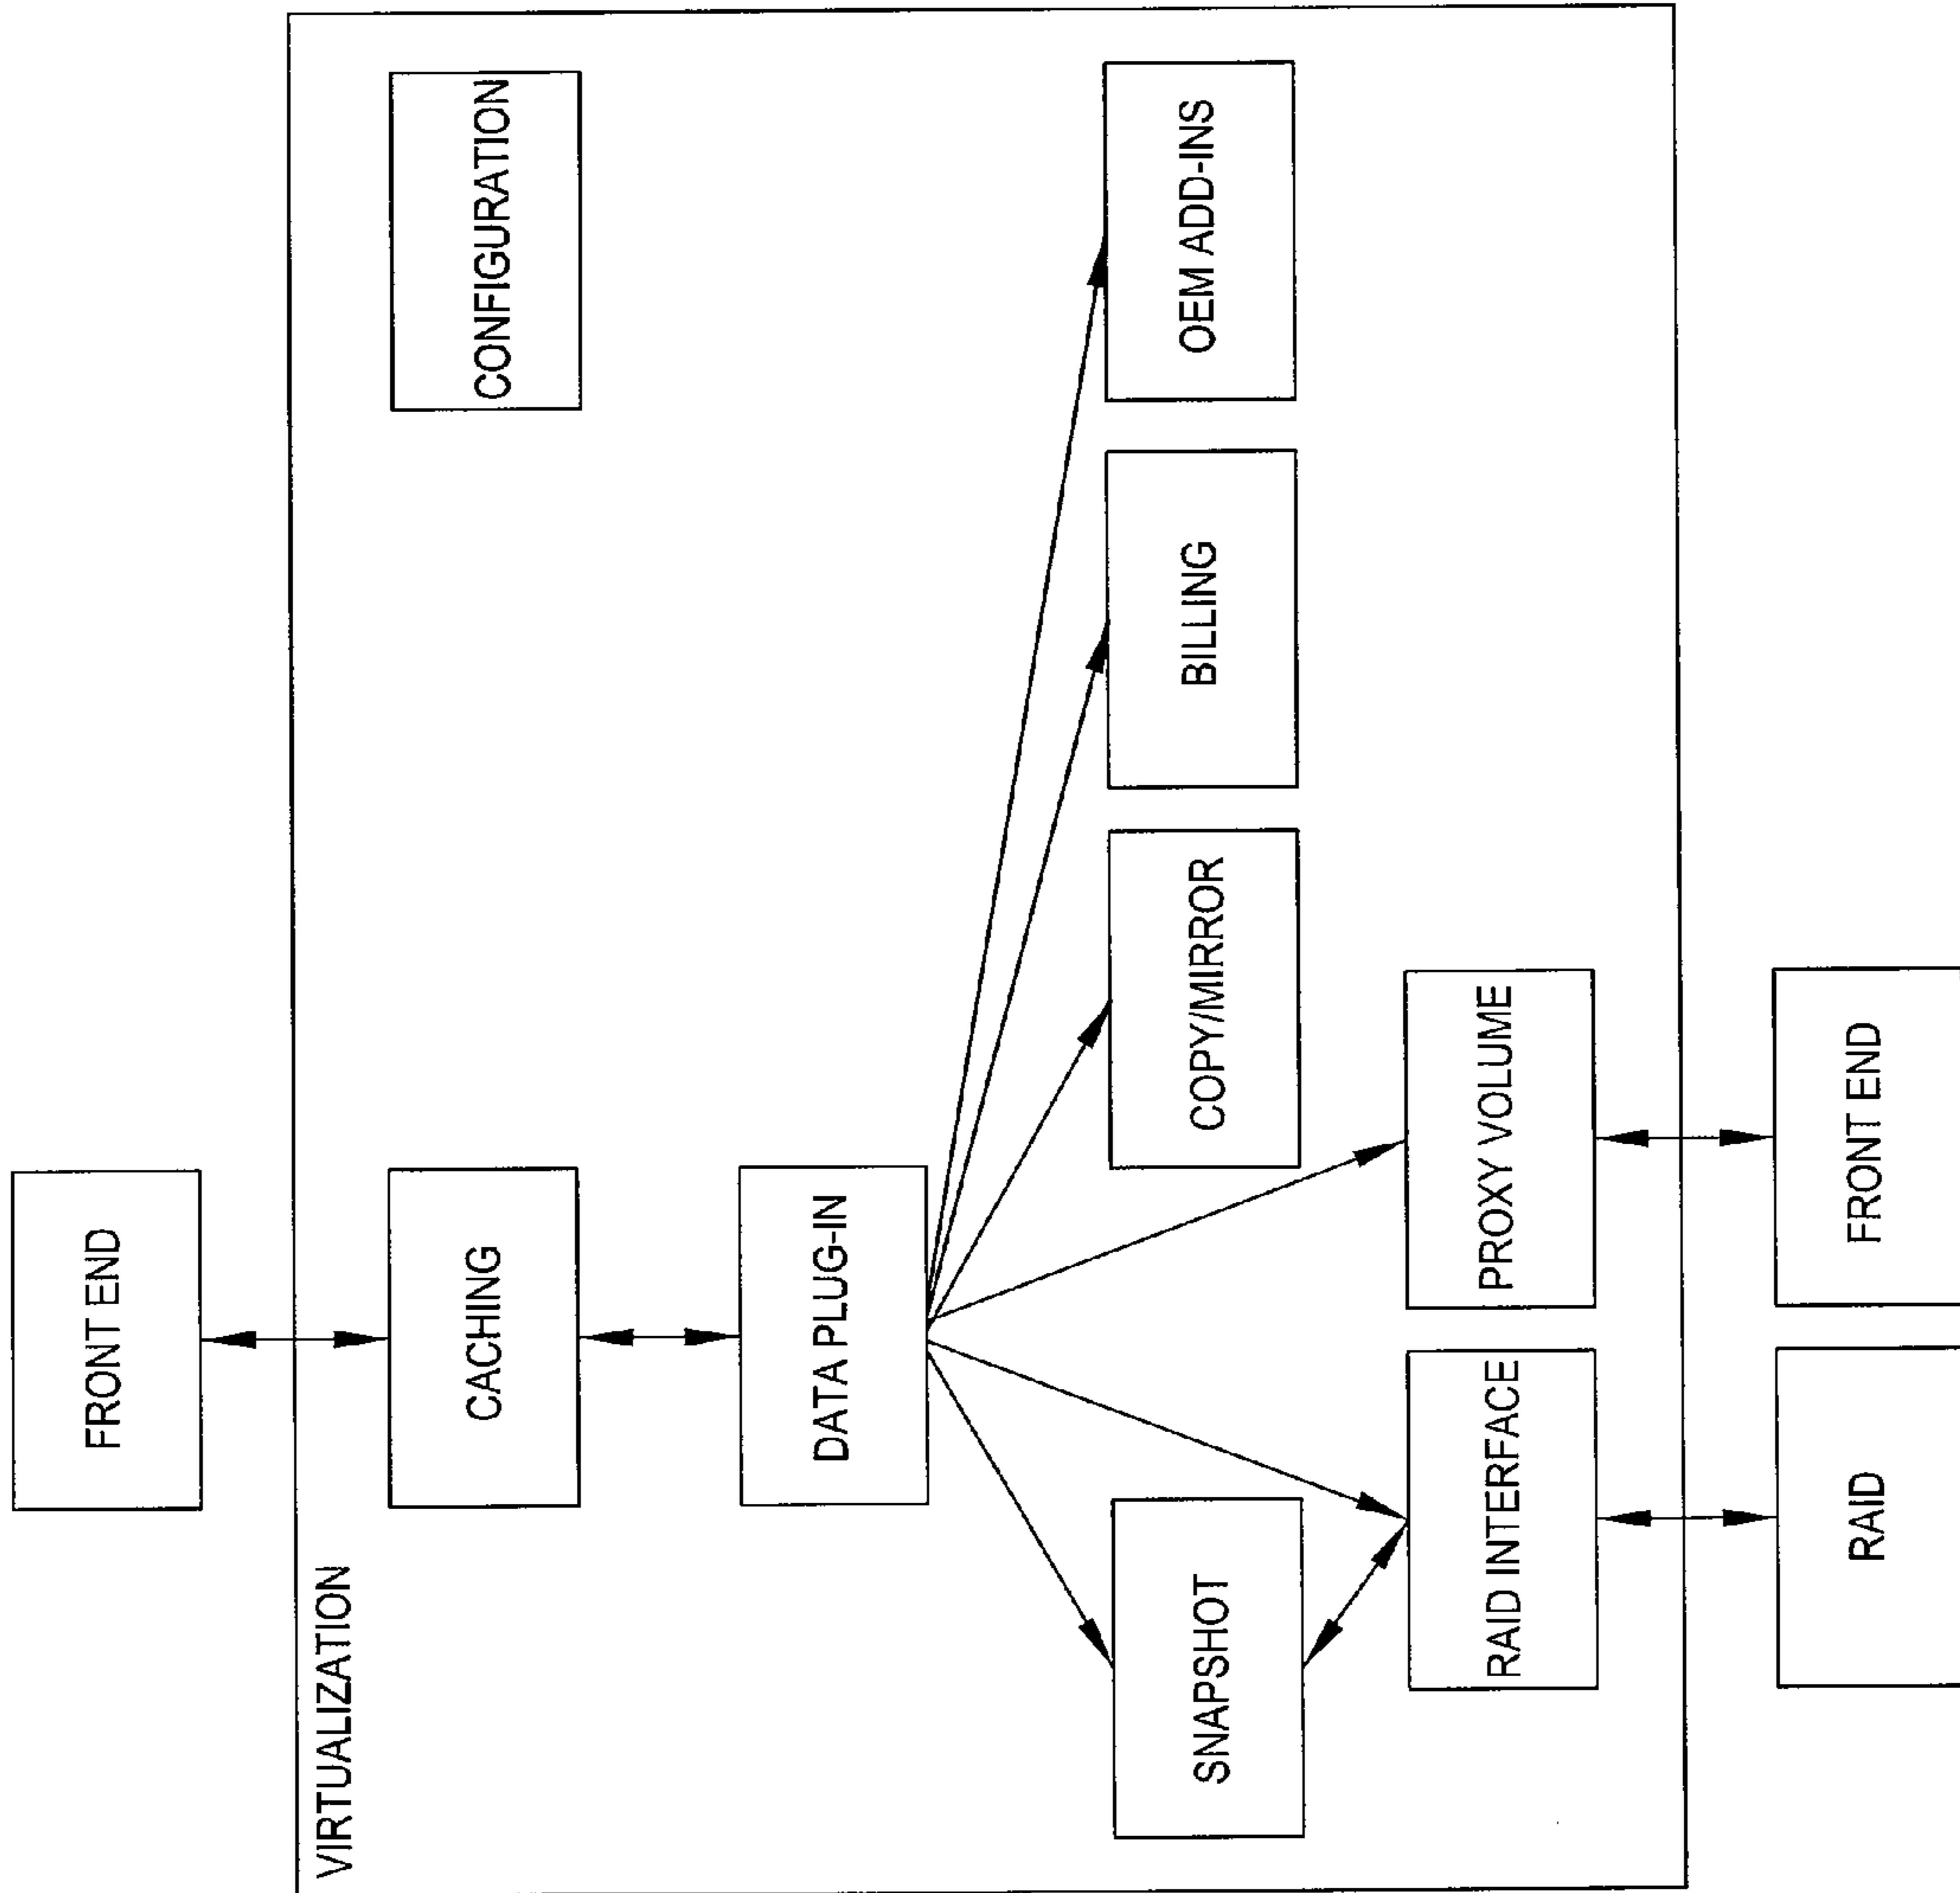 FRONT END
VIRTUALIZATION
CACHING
CONFIGURATION
DATA PLUG-IN
SNAPSHOT
COPY/MIRROR
BILLING
OEM ADD-INS
RAID INTERFACE
PROXY VOLUME
RAID
FRONT END